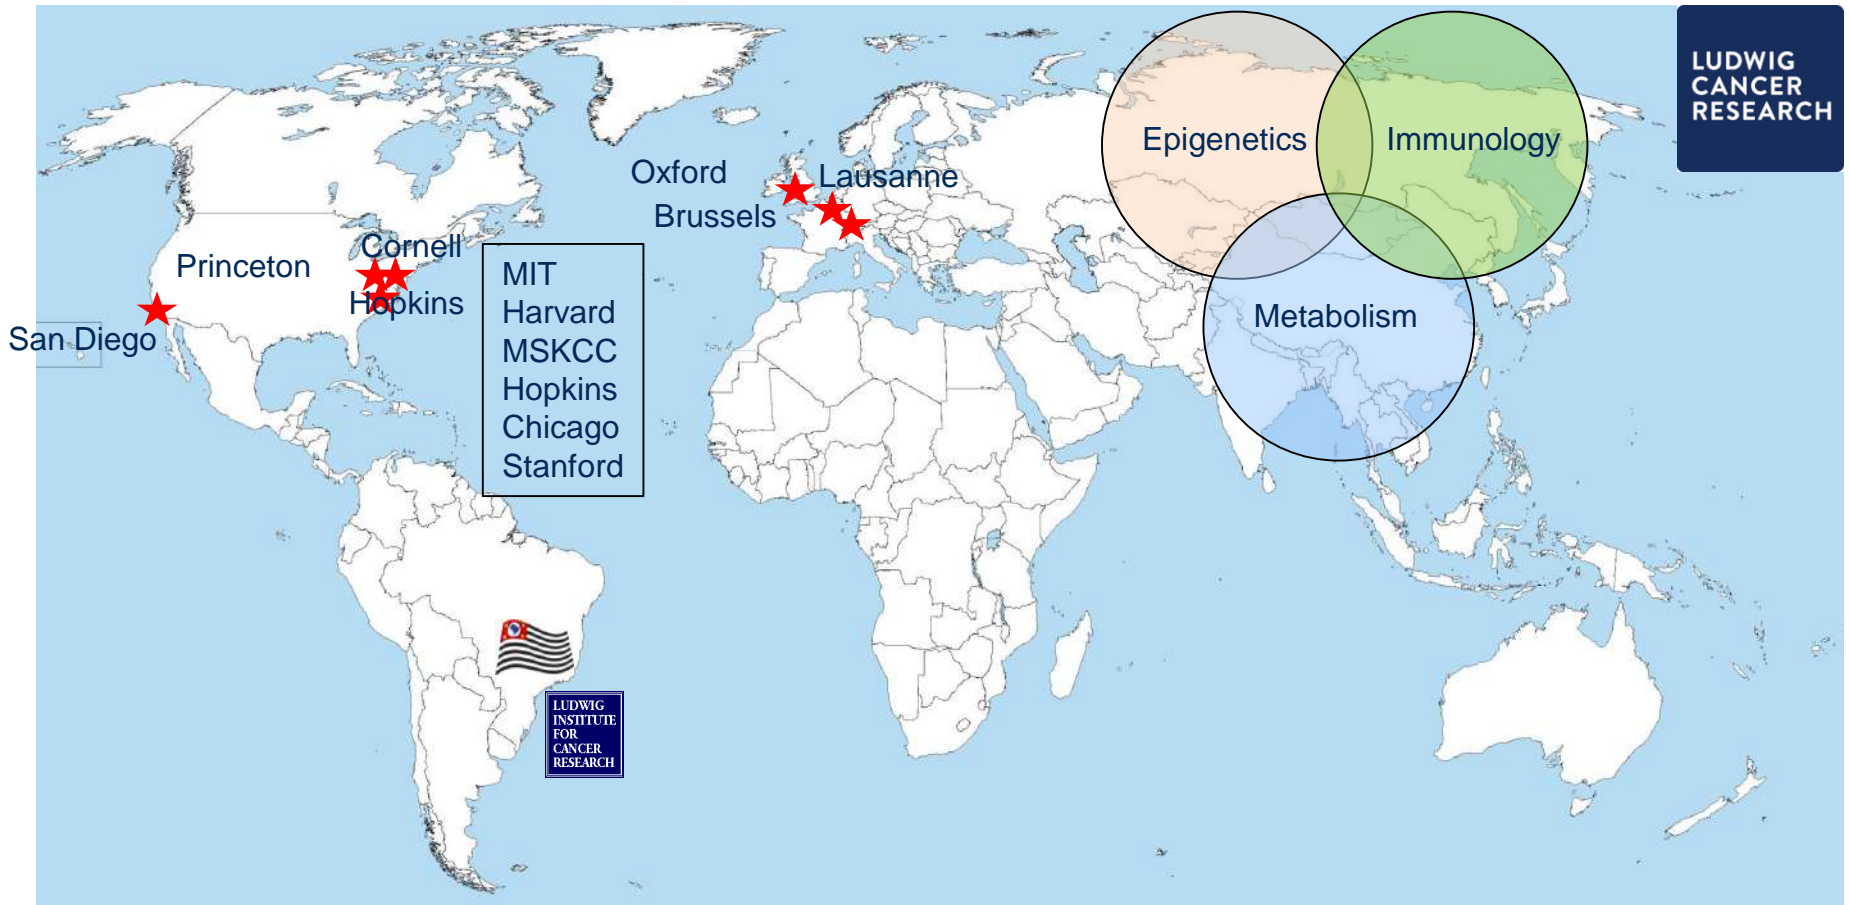 Epigenetics
Immunology
LUDWIG
CANCER
RESEARCH
Oxford
Lausanne
Brussels
Cornell
Princeton
Hopkins
San Diego
MIT
Harvard
MSKCC
Hopkins
Chicago
Stanford
Metabolism
LUDWIG
INSTITUTE
FOR
CANCER
RESEARCH